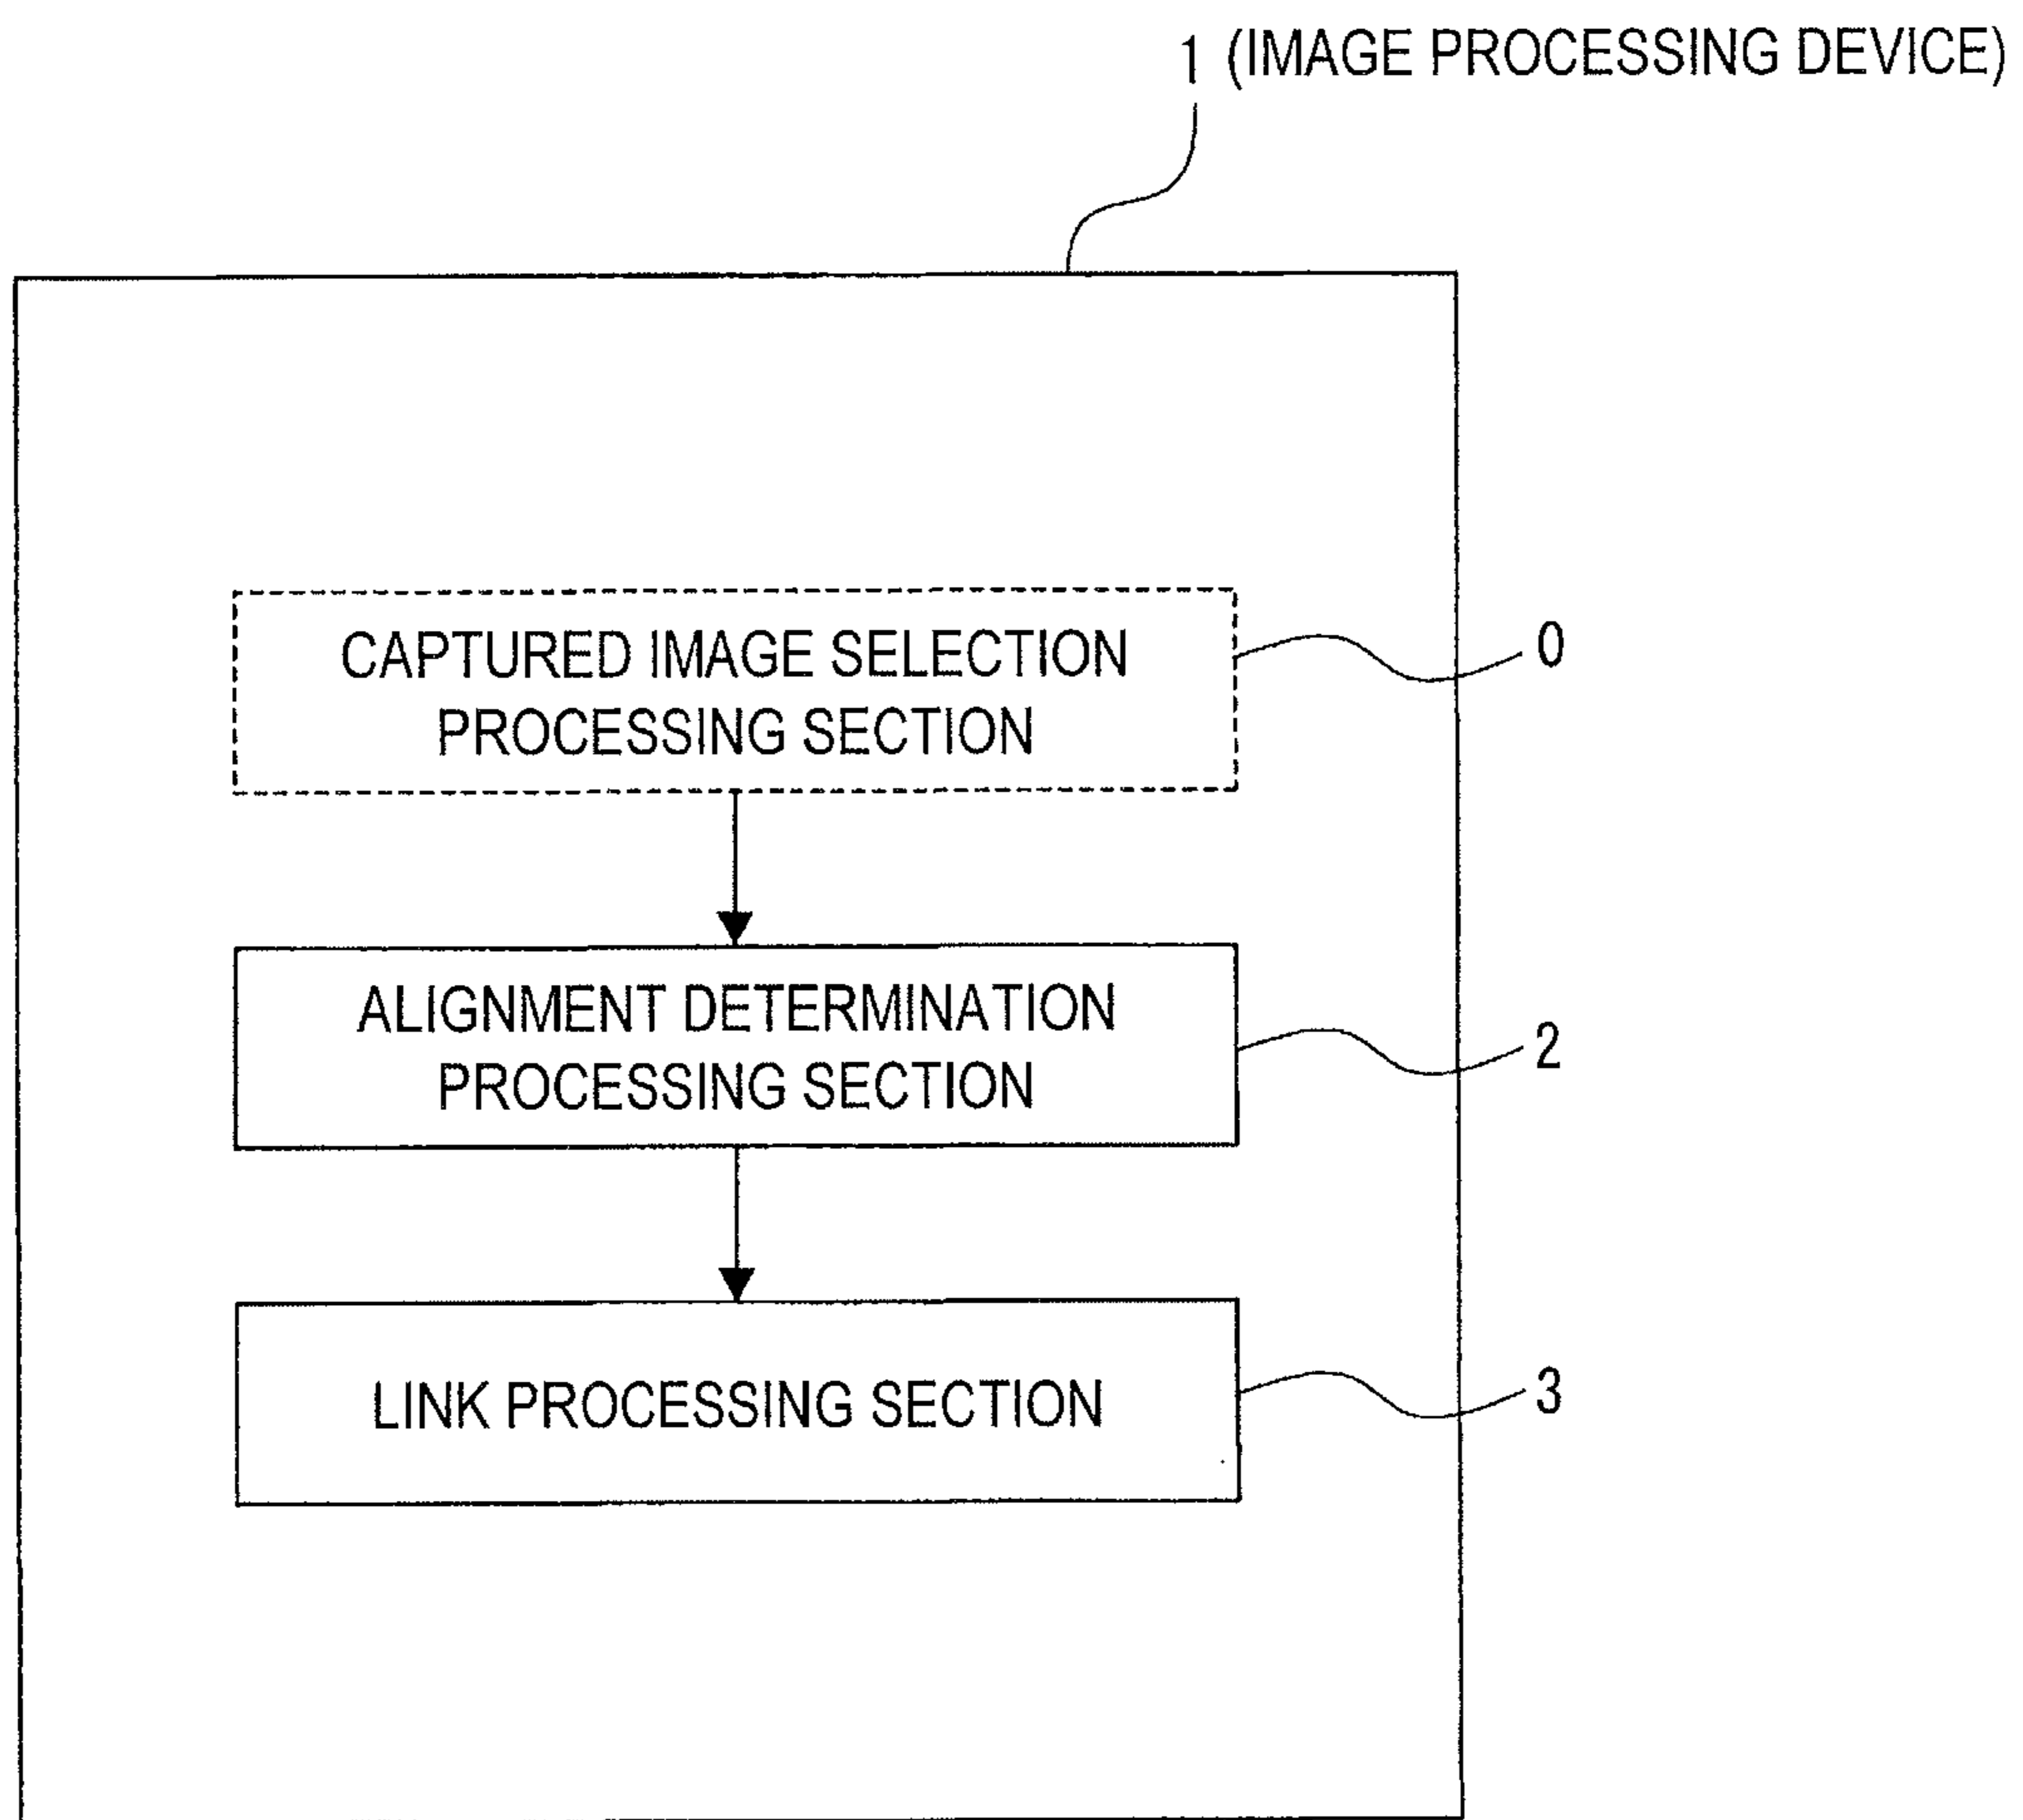 1 (IMAGE PROCESSING DEVICE)
CAPTURED IMAGE SELECTION
PROCESSING SECTION
0
ALIGNMENT DETERMINATION
PROCESSING SECTION
2
LINK PROCESSING SECTION
3